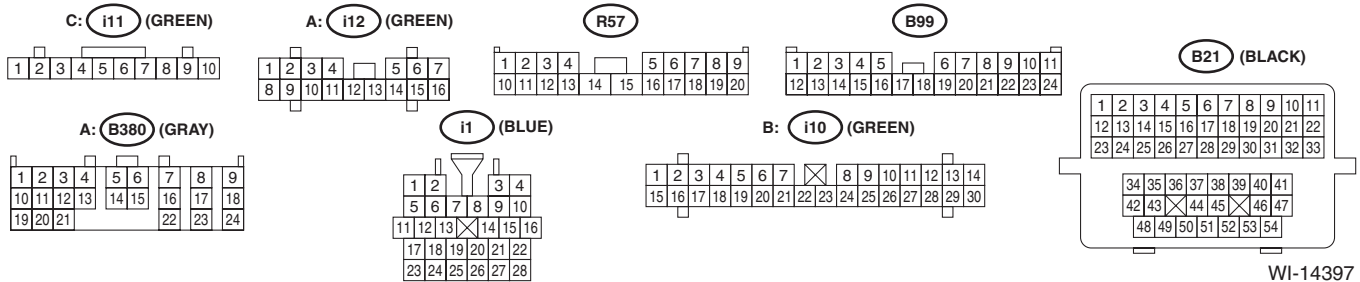 C: i11 (GREEN)
1 2 3 4 5 6 7 8 9 10
A: i12 (GREEN)
1 2 3 4 5 6 7
8 9 10 11 12 13 14 15 16
R57
1 2 3 4 5 6 7 8 9
10 11 12 13 14 15 16 17 18 19 20
B99
1 2 3 4 5 6 7 8 9 10 11
12 13 14 15 16 17 18 19 20 21 22 23 24
B21 (BLACK)
1 2 3 4 5 6 7 8 9 10 11
12 13 14 15 16 17 18 19 20 21 22
23 24 25 26 27 28 29 30 31 32 33
34 35 36 37 38 39 40 41
42 43 44 45 46 47
48 49 50 51 52 53 54
A: B380 (GRAY)
1 2 3 4 5 6 7 8 9
10 11 12 13 14 15 16 17 18
19 20 21 22 23 24
i1 (BLUE)
1 2 3 4
5 6 7 8 9 10
11 12 13 14 15 16
17 18 19 20 21 22
23 24 25 26 27 28
B: i10 (GREEN)
1 2 3 4 5 6 7 8 9 10 11 12 13 14
15 16 17 18 19 20 21 22 23 24 25 26 27 28 29 30
WI-14397